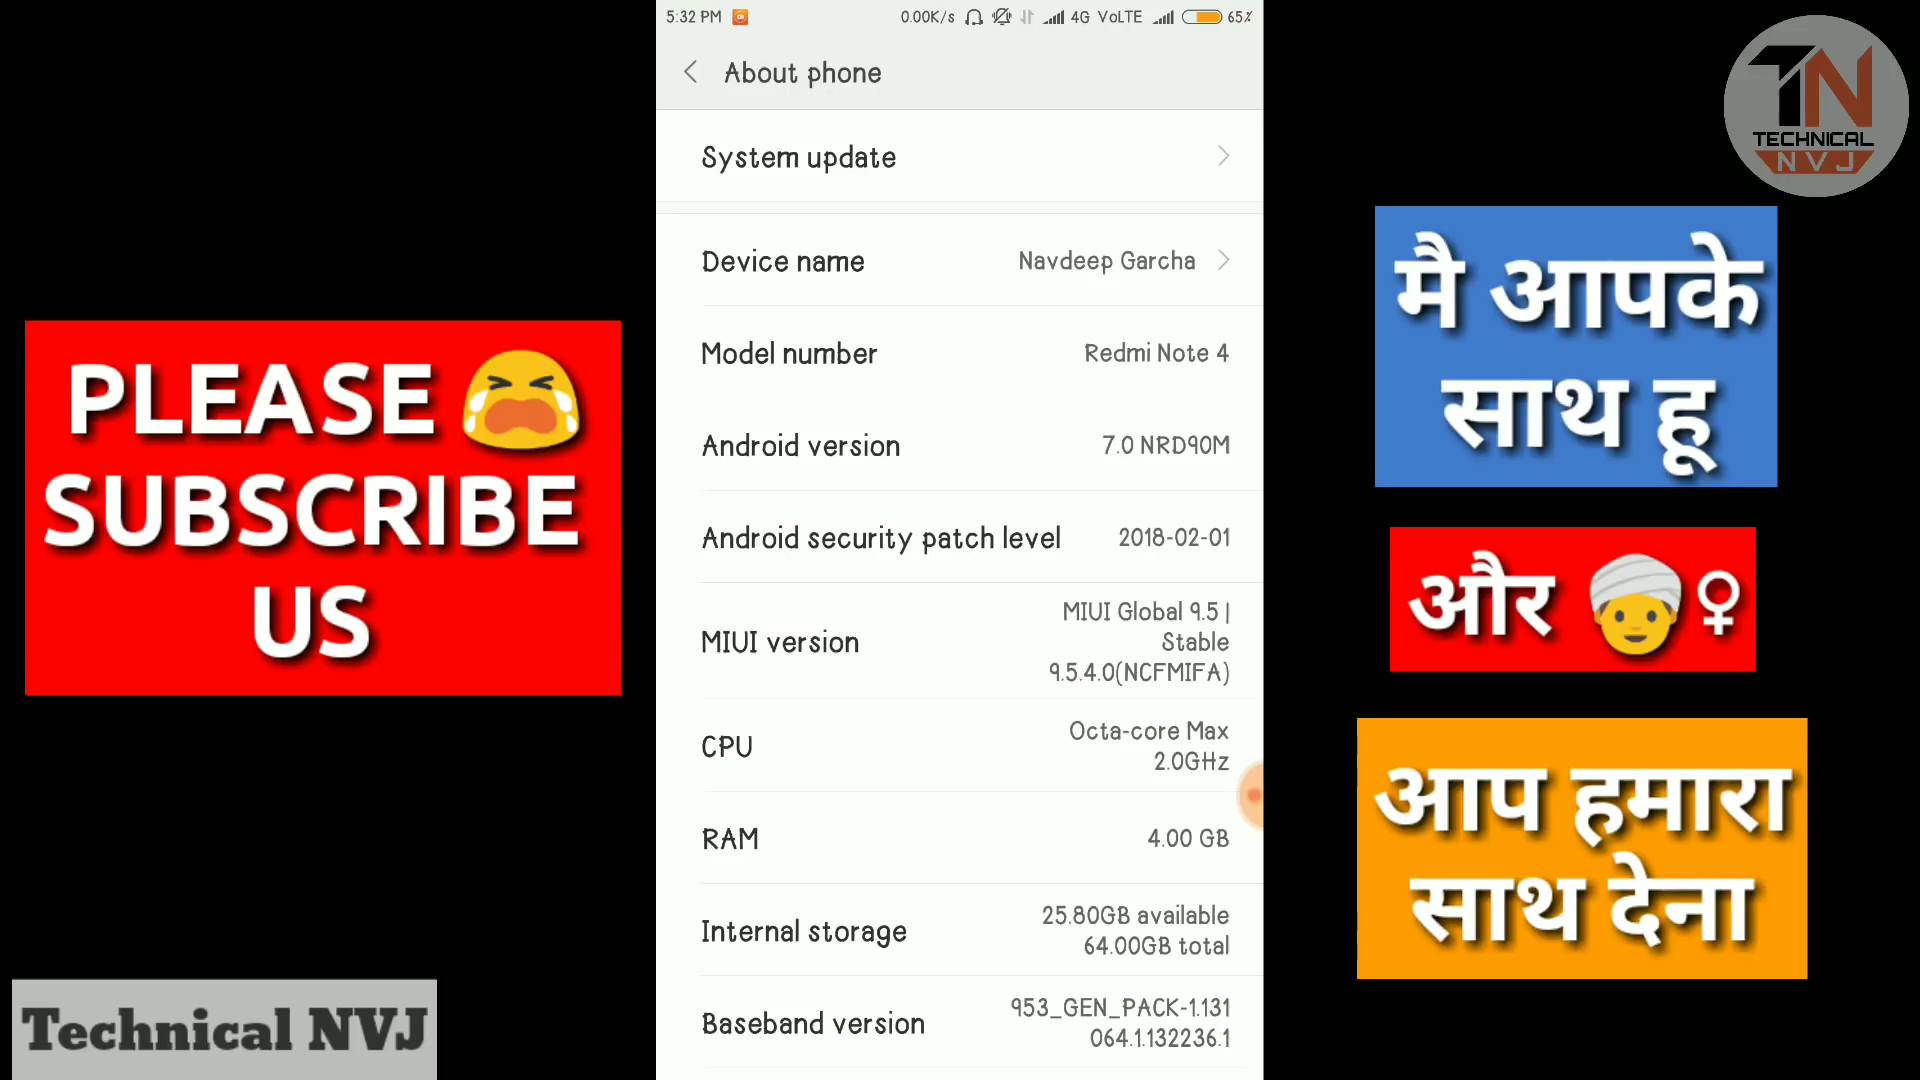 5:32 PM 0.00K/s 4G VoLTE 65%
About phone
System update
Device name Navdeep Garcha
Model number Redmi Note 4
Android version 7.0 NRD90M
Android security patch level 2018-02-01
MIUI version MIUI Global 9.5 |
Stable
9.5.4.0(NCFMIFA)
CPU Octa-core Max
2.0GHz
RAM 4.00 GB
Internal storage 25.80GB available
64.00GB total
Baseband version 953_GEN_PACK-1.131
064.1.132236.1
PLEASE 😭
SUBSCRIBE
US
Technical NVJ
TN
TECHNICAL
NVJ
मै आपके
साथ हू
और 👳♀
आप हमारा
साथ देना